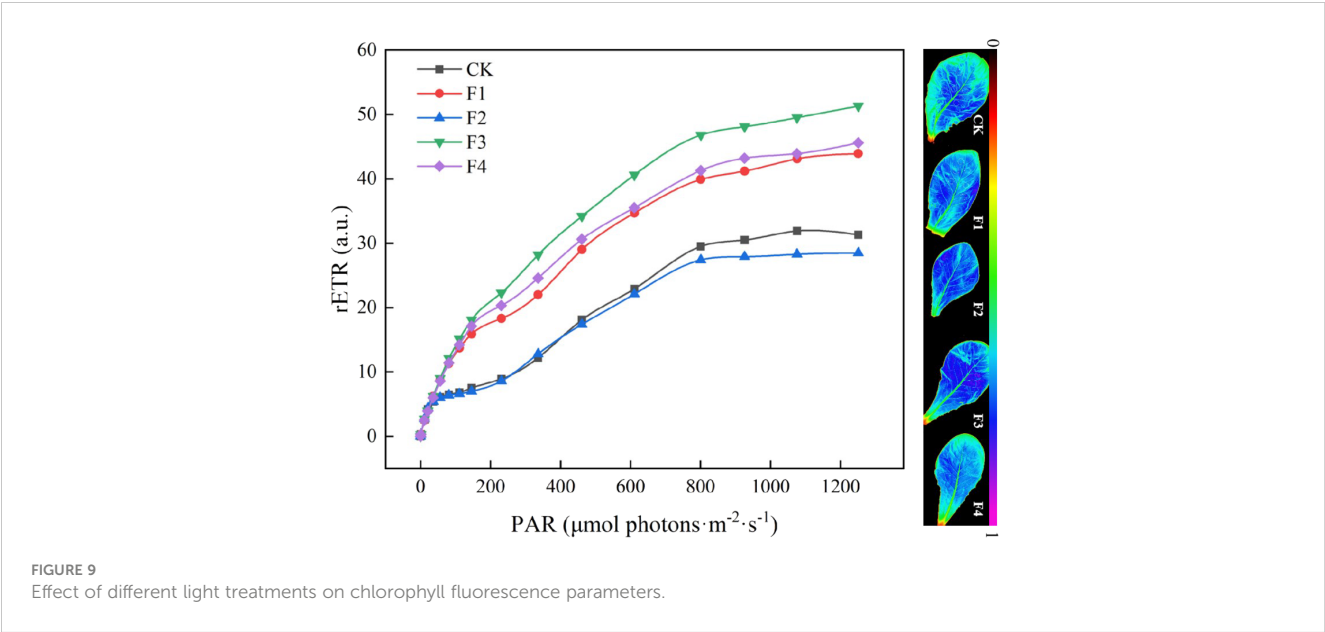 60
50
40
30
20
10
0
rETR (a.u.)
CK
F1
F2
F3
F4
0 200 400 600 800 1000 1200
PAR (μmol photons·m-2·s-1)
0
CK
F1
F2
F3
F4
1
FIGURE 9
Effect of different light treatments on chlorophyll fluorescence parameters.